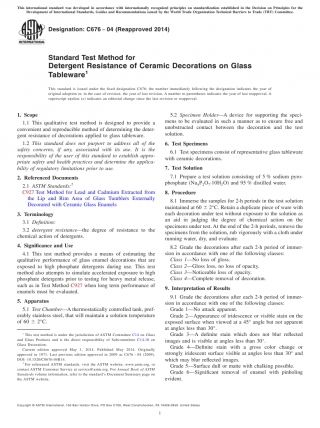 This international standard was developed in accordance with internationally recognized principles on standardization established in the Decision on Principles for the
Development of International Standards, Guides and Recommendations issued by the World Trade Organization Technical Barriers to Trade (TBT) Committee.
Designation: C676 – 04 (Reapproved 2014)
INTERNATIONAL
Standard Test Method for
Detergent Resistance of Ceramic Decorations on Glass
Tableware¹
This standard is issued under the fixed designation C676; the number immediately following the designation indicates the year of
original adoption or, in the case of revision, the year of last revision. A number in parentheses indicates the year of last reapproval. A
superscript epsilon (ε) indicates an editorial change since the last revision or reapproval.
1. Scope
1.1 This qualitative test method is designed to provide a
convenient and reproducible method of determining the deter-
gent resistance of decorations applied to glass tableware.
1.2 This standard does not purport to address all of the
safety concerns, if any, associated with its use. It is the
responsibility of the user of this standard to establish appro-
priate safety and health practices and determine the applica-
bility of regulatory limitations prior to use.
2. Referenced Documents
2.1 ASTM Standards:²
C927 Test Method for Lead and Cadmium Extracted from
the Lip and Rim Area of Glass Tumblers Externally
Decorated with Ceramic Glass Enamels
3. Terminology
3.1 Definition:
3.2 detergent resistance—the degree of resistance to the
chemical action of detergents.
4. Significance and Use
4.1 This test provides a means of estimating the
qualitative performance of glass enamel decorations that are
exposed to high phosphate detergents during use. This test
method also attempts to simulate accelerated exposure to high
phosphate detergents prior to testing for heavy metal release,
such as in Test Method C927 when long term performance of
enamels must be evaluated.
5. Apparatus
5.1 Test Chamber—A thermostatically controlled tank, pref-
erably stainless steel, that will maintain a solution temperature
of 60 ± 2°C.
¹ This test method is under the jurisdiction of ASTM Committee C14 on Glass
and Glass Products and is the direct responsibility of Subcommittee C14.10 on
Glass Decoration.
Current edition approved May 1, 2014. Published May 2014. Originally
approved in 1971. Last previous edition approved in 2009 as C676 – 04 (2009).
² For referenced ASTM standards, visit the ASTM website, www.astm.org, or
contact ASTM Customer Service at service@astm.org. For Annual Book of ASTM
Standards volume information, refer to the standard's Document Summary page on
the ASTM website.
5.2 Specimen Holder—A device for supporting the speci-
mens to be evaluated in such a manner as to ensure free and
unobstructed contact between the decoration and the test
solution.
6. Test Specimens
6.1 Test specimens consist of representative glass tableware
with ceramic decorations.
7. Test Solution
7.1 Prepare a test solution consisting of 5 % sodium pyro-
phosphate (Na₄P₂O₇·10H₂O) and 95 % distilled water.
8. Procedure
8.1 Immerse the samples for 2-h periods in the test solution
maintained at 60 ± 2°C. Retain a duplicate piece of ware with
each decoration under test without exposure to the solution as
an aid in judging the degree of chemical action on the
specimens under test. At the end of the 2-h periods, remove the
specimens from the solution, rub vigorously with a cloth under
running water, dry, and evaluate.
8.2 Grade the decorations after each 2-h period of immer-
sion in accordance with one of the following classes:
Class 1—No loss of gloss.
Class 2—Gloss loss, no loss of opacity.
Class 3—Noticeable loss of opacity.
Class 4—Complete removal of decoration.
9. Interpretation of Results
9.1 Grade the decorations after each 2-h period of immer-
sion in accordance with one of the following classes:
Grade 1—No attack apparent.
Grade 2—Appearance of iridescence or visible stain on the
exposed surface when viewed at a 45° angle but not apparent
at angles less than 30°.
Grade 3—A definite stain which does not blur reflected
images and is visible at angles less than 30°.
Grade 4—Definite stain with a gross color change or
strongly iridescent surface visible at angles less than 30° and
which may blur reflected images.
Grade 5—Surface dull or matte with chalking possible.
Grade 6—Significant removal of enamel with pinholing
evident.
Copyright © ASTM International, 100 Barr Harbor Drive, PO Box C700, West Conshohocken, PA 19428-2959. United States
1